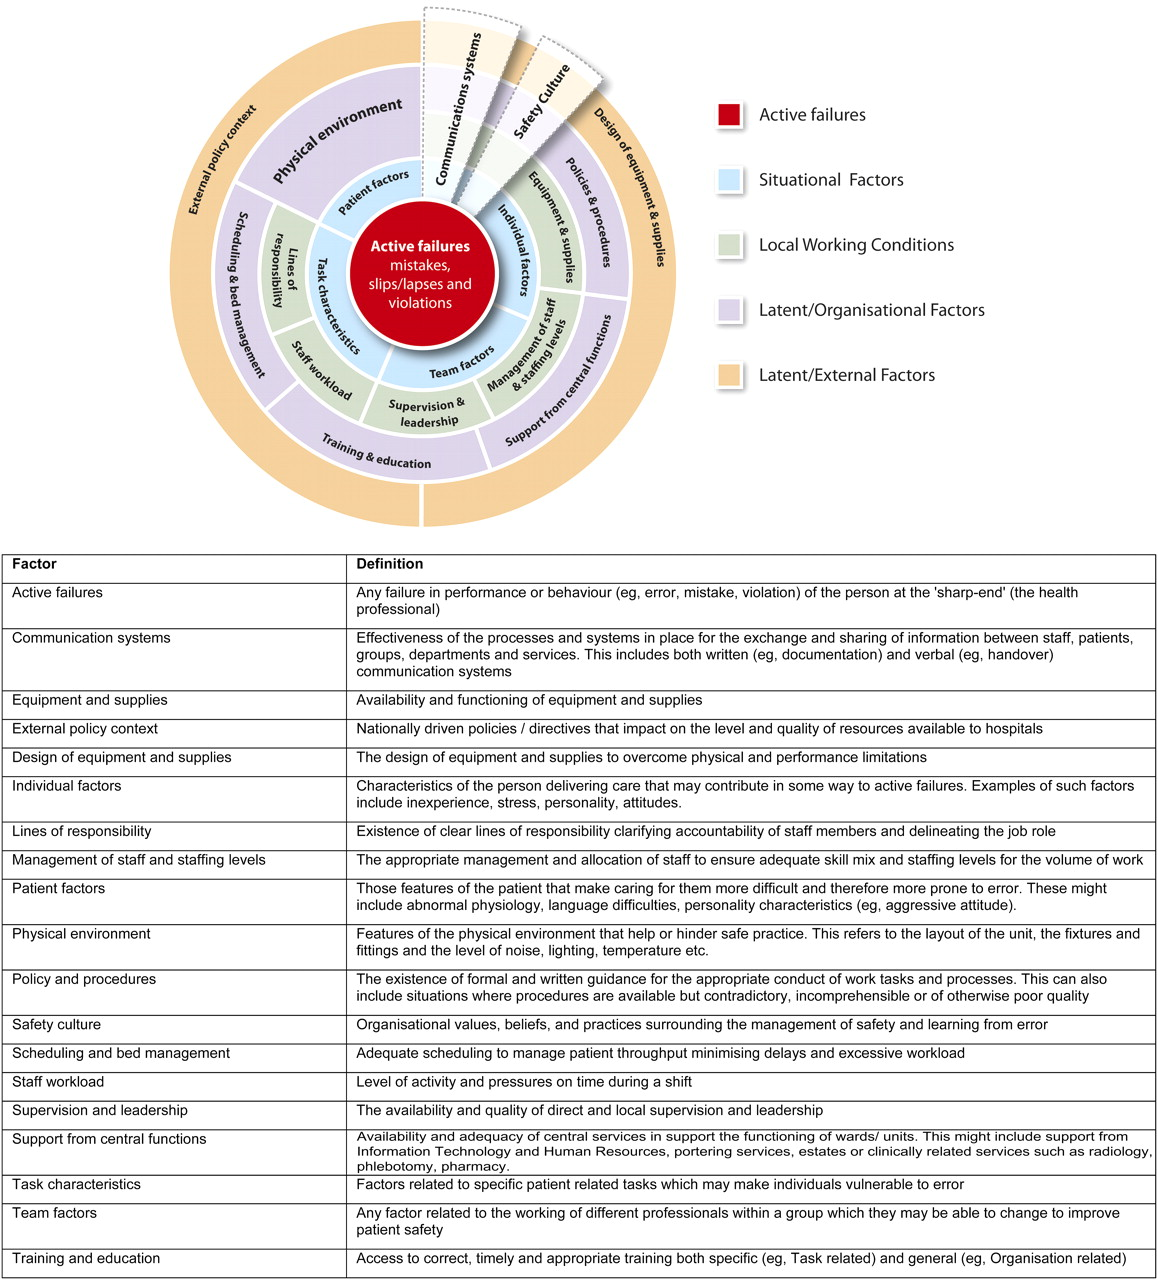 Communications systems
Safety Culture
Design of equipment & supplies
External policy context
Physical environment
Policies & procedures
Patient factors
Equipment & supplies
Individual factors
Scheduling & bed management
Lines of
responsibility
Task characteristics
Active failures
mistakes,
slips/lapses and
violations
Staff workload
Team factors
Management of staff
& staffing levels
Supervision &
leadership
Support from central functions
Training & education
Active failures
Situational Factors
Local Working Conditions
Latent/Organisational Factors
Latent/External Factors
Factor Definition
Active failures Any failure in performance or behaviour (eg, error, mistake, violation) of the person at the 'sharp-end' (the health
professional)
Communication systems Effectiveness of the processes and systems in place for the exchange and sharing of information between staff, patients,
groups, departments and services. This includes both written (eg, documentation) and verbal (eg, handover)
communication systems
Equipment and supplies Availability and functioning of equipment and supplies
External policy context Nationally driven policies / directives that impact on the level and quality of resources available to hospitals
Design of equipment and supplies The design of equipment and supplies to overcome physical and performance limitations
Individual factors Characteristics of the person delivering care that may contribute in some way to active failures. Examples of such factors
include inexperience, stress, personality, attitudes.
Lines of responsibility Existence of clear lines of responsibility clarifying accountability of staff members and delineating the job role
Management of staff and staffing levels The appropriate management and allocation of staff to ensure adequate skill mix and staffing levels for the volume of work
Patient factors Those features of the patient that make caring for them more difficult and therefore more prone to error. These might
include abnormal physiology, language difficulties, personality characteristics (eg, aggressive attitude).
Physical environment Features of the physical environment that help or hinder safe practice. This refers to the layout of the unit, the fixtures and
fittings and the level of noise, lighting, temperature etc.
Policy and procedures The existence of formal and written guidance for the appropriate conduct of work tasks and processes. This can also
include situations where procedures are available but contradictory, incomprehensible or of otherwise poor quality
Safety culture Organisational values, beliefs, and practices surrounding the management of safety and learning from error
Scheduling and bed management Adequate scheduling to manage patient throughput minimising delays and excessive workload
Staff workload Level of activity and pressures on time during a shift
Supervision and leadership The availability and quality of direct and local supervision and leadership
Support from central functions Availability and adequacy of central services in support the functioning of wards/ units. This might include support from
Information Technology and Human Resources, portering services, estates or clinically related services such as radiology,
phlebotomy, pharmacy.
Task characteristics Factors related to specific patient related tasks which may make individuals vulnerable to error
Team factors Any factor related to the working of different professionals within a group which they may be able to change to improve
patient safety
Training and education Access to correct, timely and appropriate training both specific (eg, Task related) and general (eg, Organisation related)